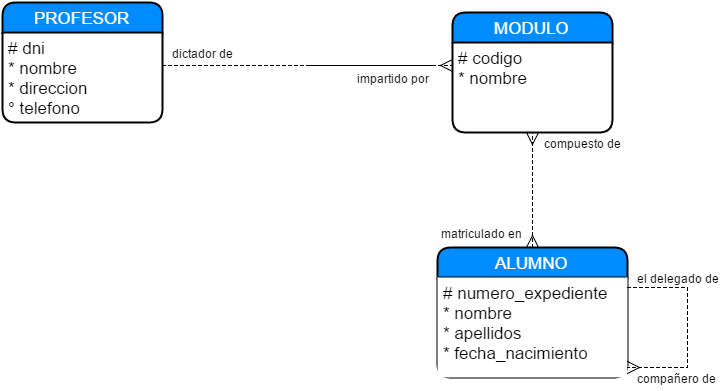 PROFESOR
# dni
* nombre
* direccion
° telefono
dictador de
impartido por
MODULO
# codigo
* nombre
compuesto de
matriculado en
ALUMNO
# numero_expediente
* nombre
* apellidos
* fecha_nacimiento
el delegado de
compañero de